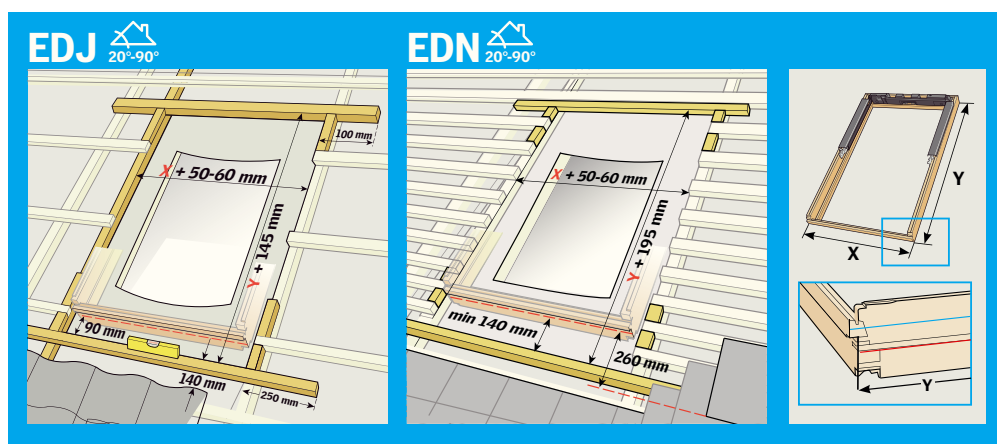 EDJ
20°-90°
100 mm
X + 50-60 mm
Y + 145 mm
90 mm
140 mm
250 mm
EDN
20°-90°
X + 50-60 mm
Y + 195 mm
min 140 mm
260 mm
Y
X
Y